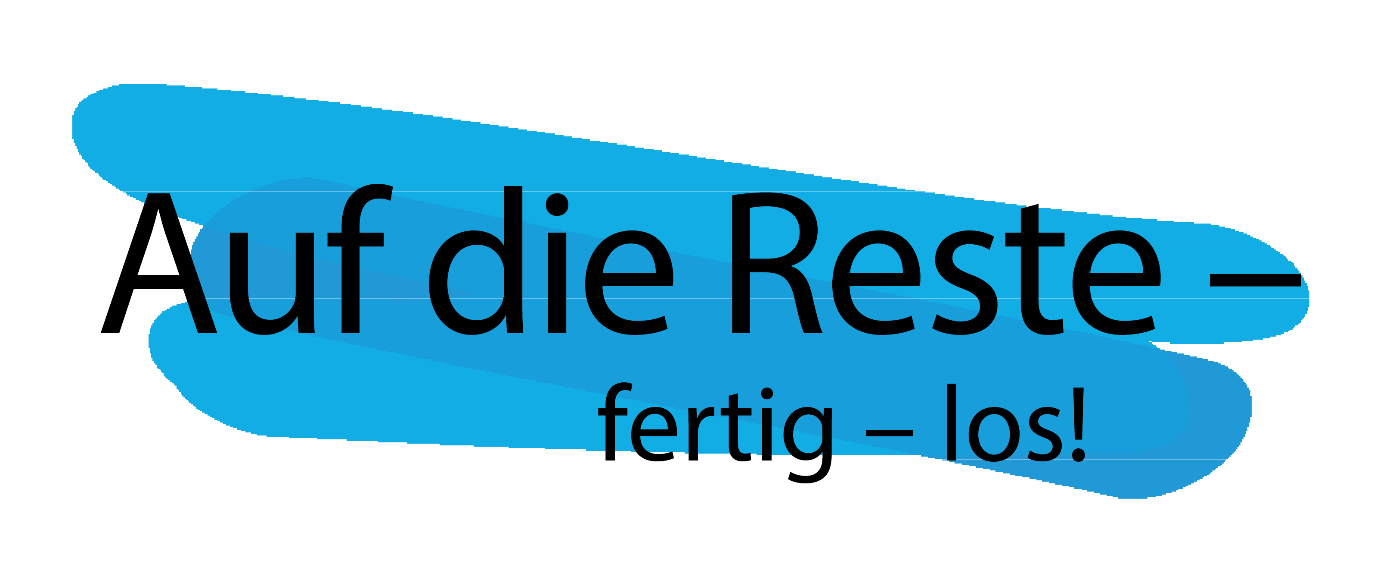 Auf die Reste –
fertig – los!